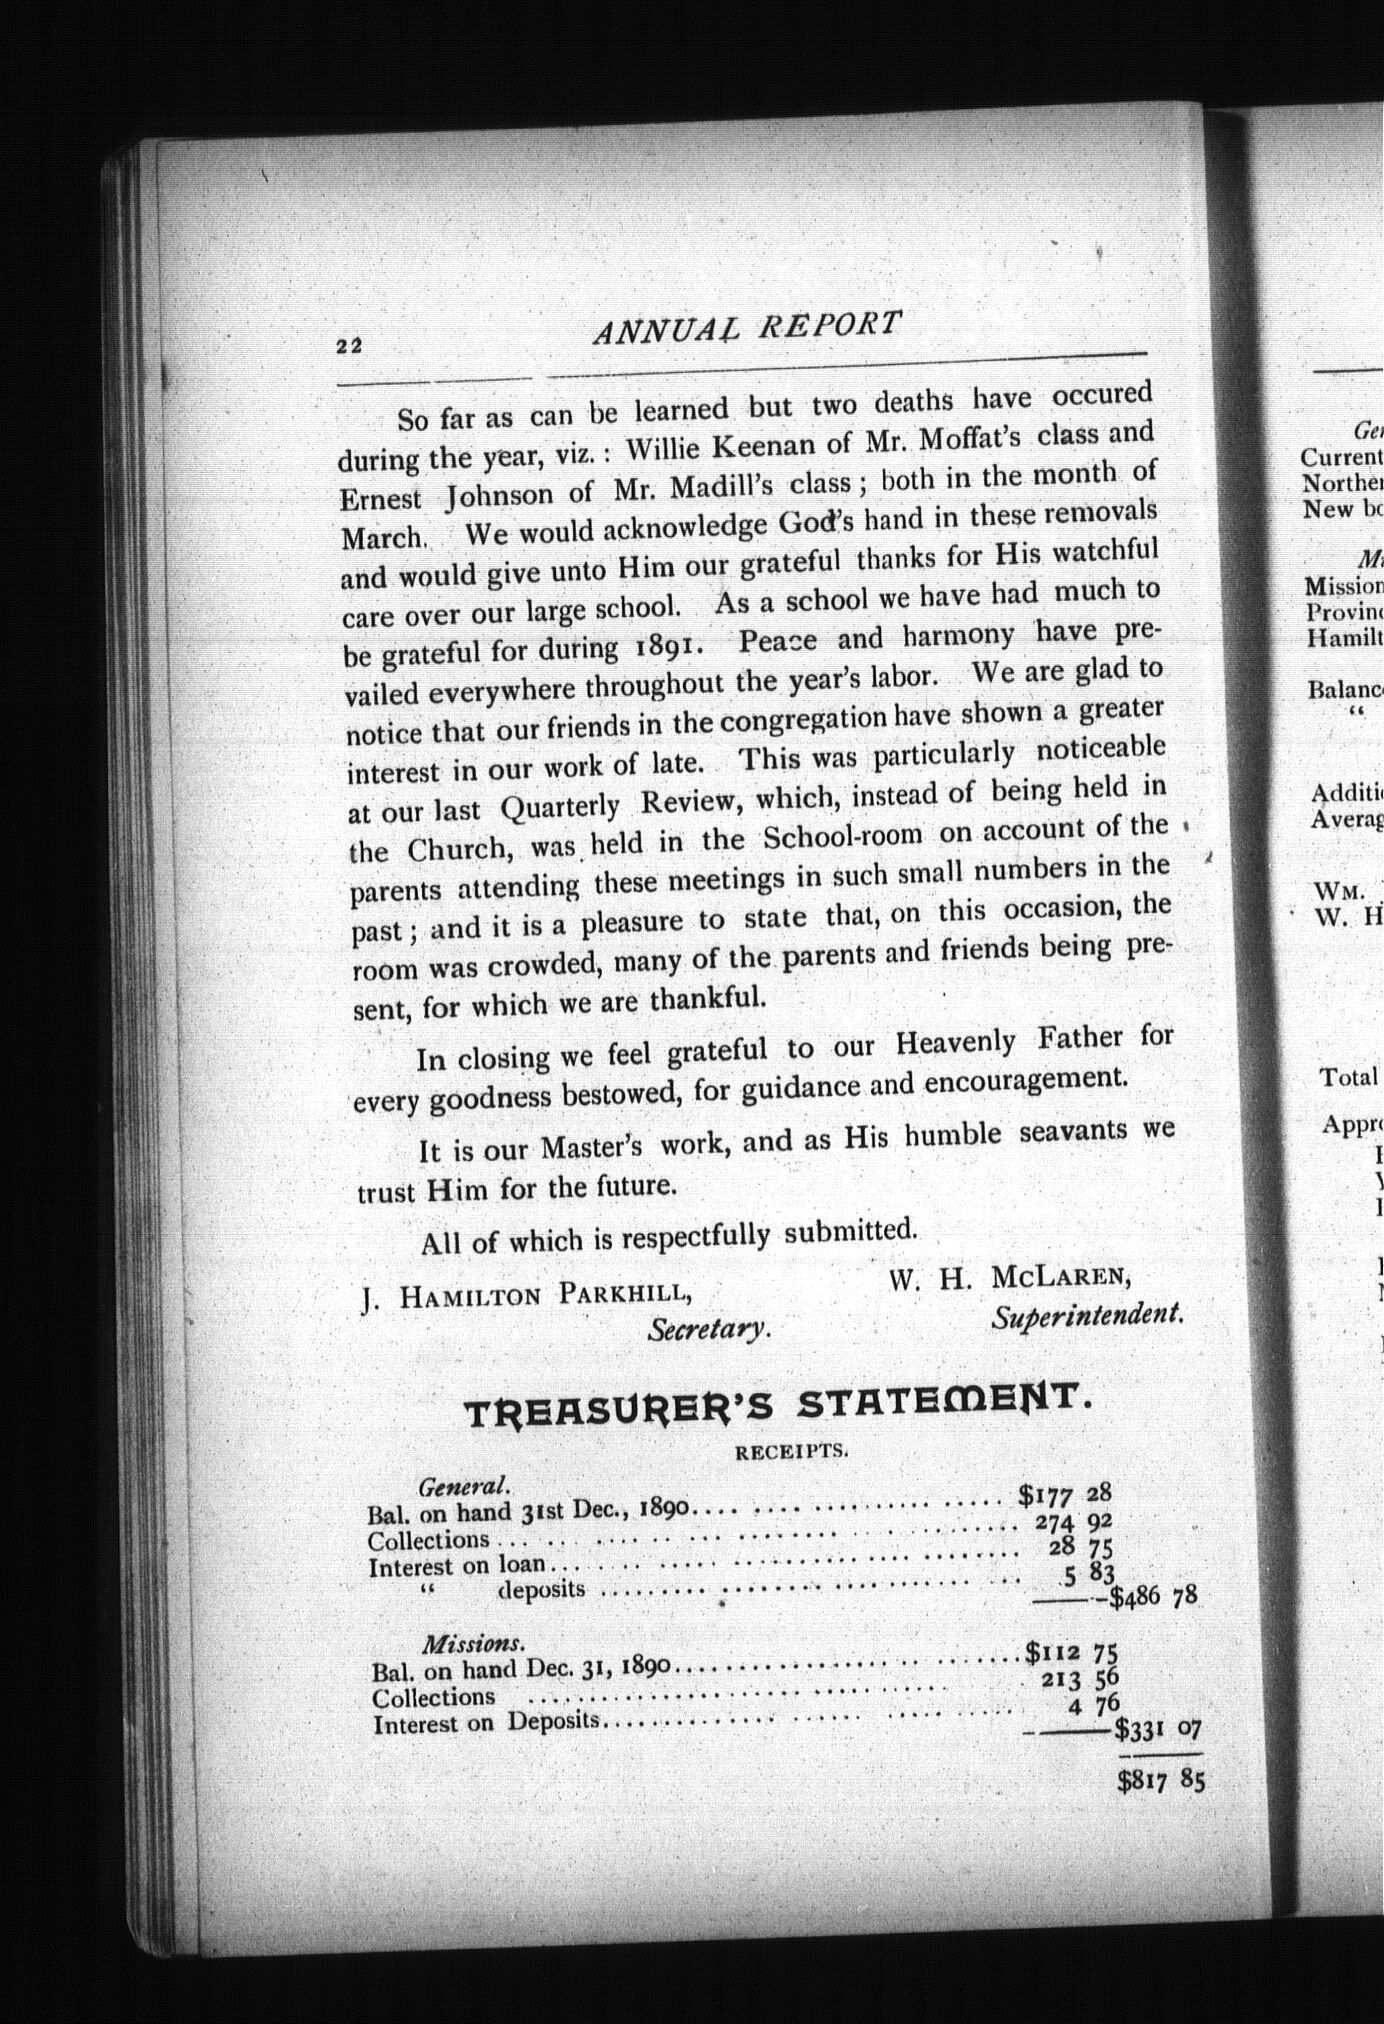 22
ANNUAL REPORT
So far as can be learned but two deaths have occured
during the year, viz. : Willie Keenan of Mr. Moffat's class and
Ernest Johnson of Mr. Madill's class ; both in the month of
March. We would acknowledge God's hand in these removals
and would give unto Him our grateful thanks for His watchful
care over our large school. As a school we have had much to
be grateful for during 1891. Peace and harmony have pre-
vailed everywhere throughout the year's labor. We are glad to
notice that our friends in the congregation have shown a greater
interest in our work of late. This was particularly noticeable
at our last Quarterly Review, which, instead of being held in
the Church, was held in the School-room on account of the
parents attending these meetings in such small numbers in the
past ; and it is a pleasure to state that, on this occasion, the
room was crowded, many of the parents and friends being pre-
sent, for which we are thankful.
In closing we feel grateful to our Heavenly Father for
every goodness bestowed, for guidance and encouragement.
It is our Master's work, and as His humble seavants we
trust Him for the future.
All of which is respectfully submitted.
J. HAMILTON PARKHILL,
Secretary.
W. H. MCLAREN,
Superintendent.
TREASURER'S STATEMENT.
RECEIPTS.
General.
Bal. on hand 31st Dec., 1890.... $177 28
Collections .... 274 92
Interest on loan.... 28 75
" deposits .... 5 83
$486 78
Missions.
Bal. on hand Dec. 31, 1890.... $112 75
Collections .... 213 56
Interest on Deposits.... 4 76
$331 07
$817 85
Current
New
Total
WM.
W. H